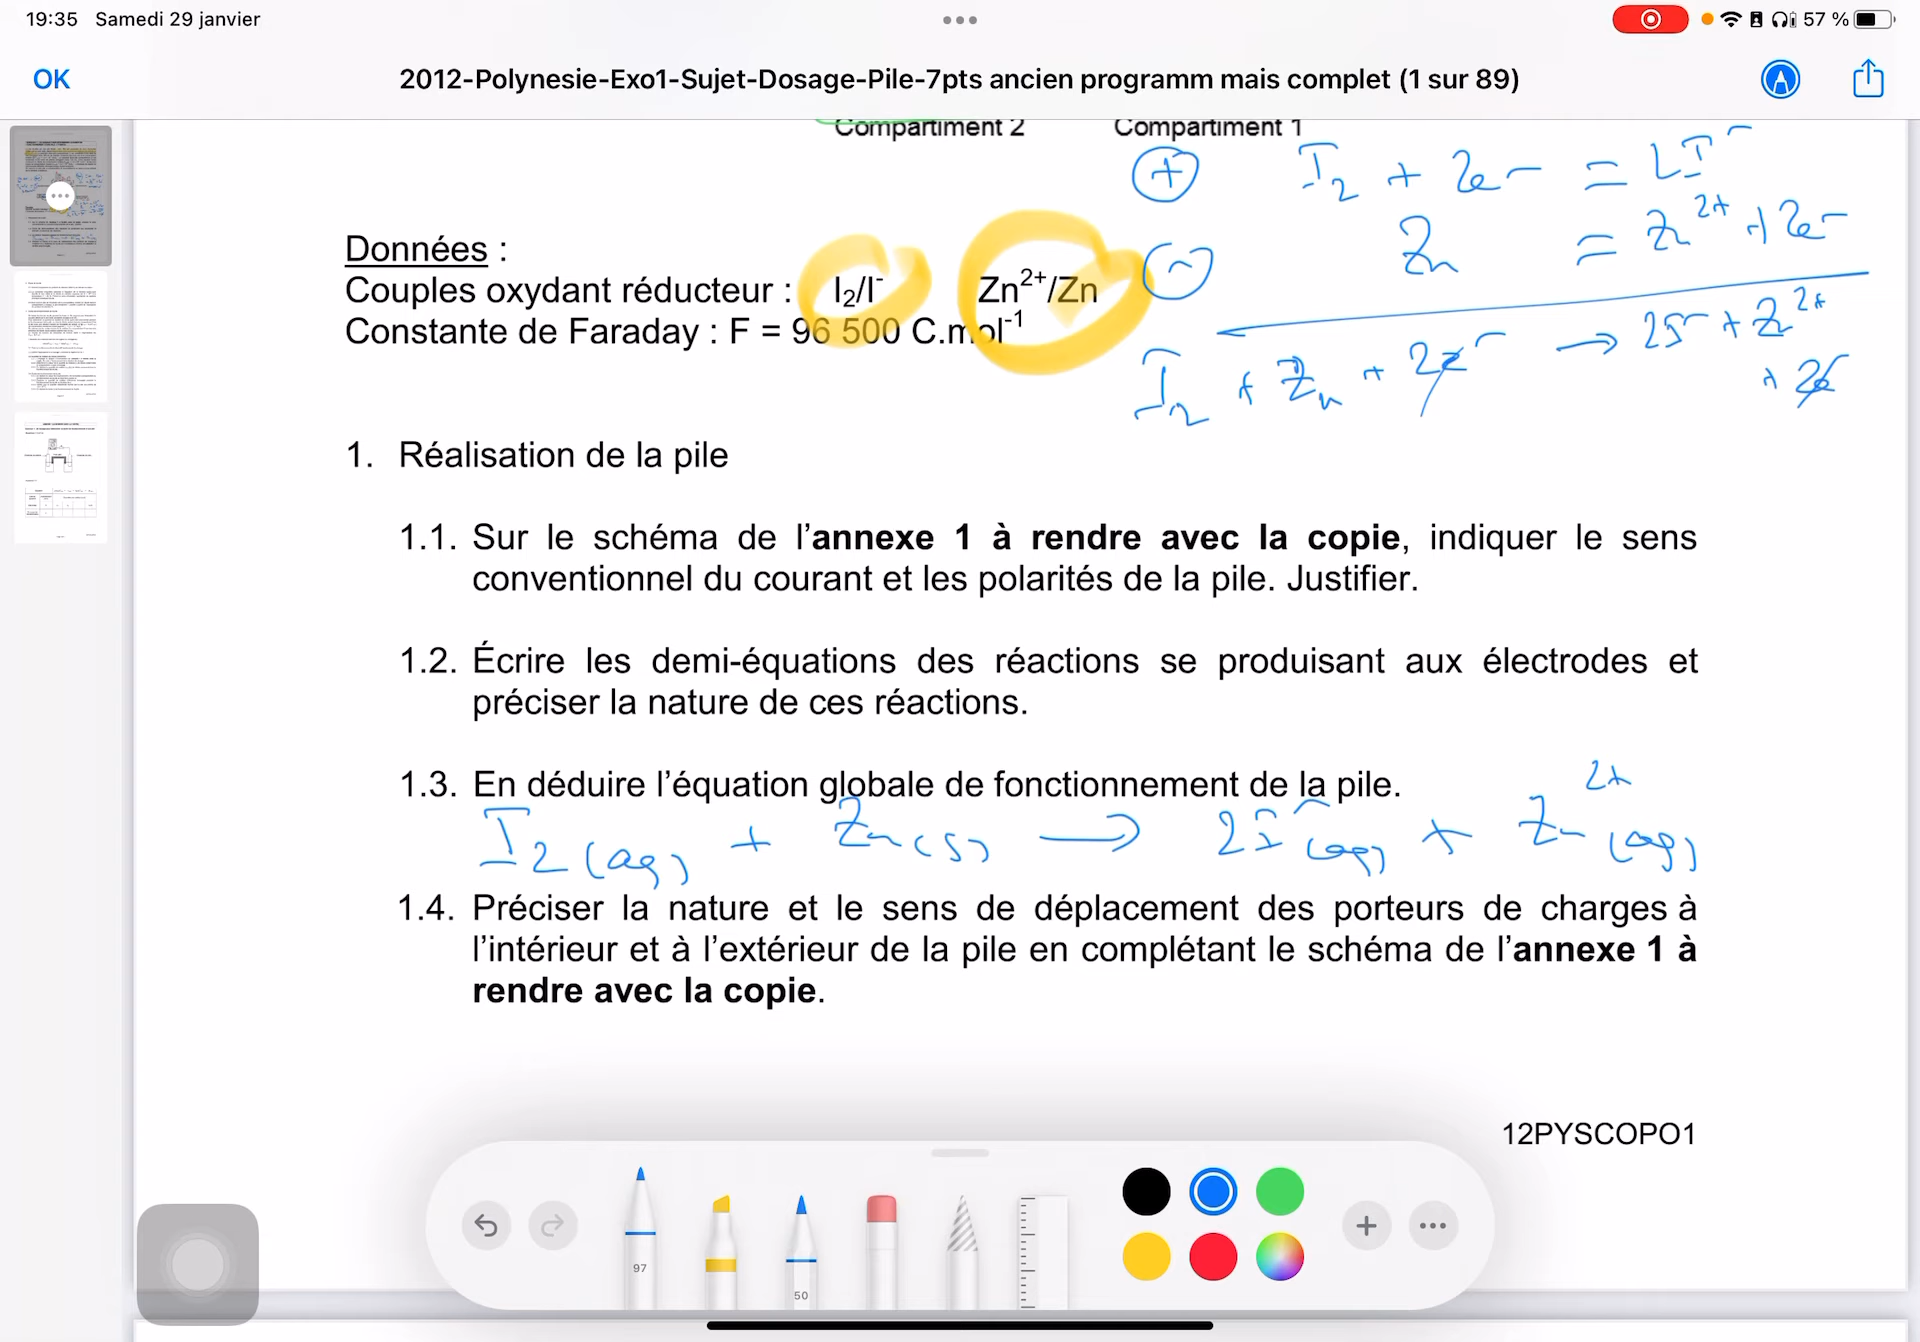 19:35 Samedi 29 janvier
57 %
OK
2012-Polynesie-Exo1-Sujet-Dosage-Pile-7pts ancien programm mais complet (1 sur 89)
Compartiment 2 Compartiment 1
+ I₂ + 2e⁻ = 2I⁻
Données :
Couples oxydant réducteur : I₂/I⁻ Zn²⁺/Zn
- Zn = Zn²⁺ + 2e⁻
Constante de Faraday : F = 96 500 C.mol⁻¹
I₂ + Zn + 2e⁻ → 2I⁻ + Zn²⁺
+ 2e
1. Réalisation de la pile
1.1. Sur le schéma de l'annexe 1 à rendre avec la copie, indiquer le sens
conventionnel du courant et les polarités de la pile. Justifier.
1.2. Écrire les demi-équations des réactions se produisant aux électrodes et
préciser la nature de ces réactions.
1.3. En déduire l'équation globale de fonctionnement de la pile.
I₂(aq) + Zn(s) → 2I⁻(aq) + Zn²⁺(aq)
1.4. Préciser la nature et le sens de déplacement des porteurs de charges à
l'intérieur et à l'extérieur de la pile en complétant le schéma de l'annexe 1 à
rendre avec la copie.
12PYSCOPO1
97
50